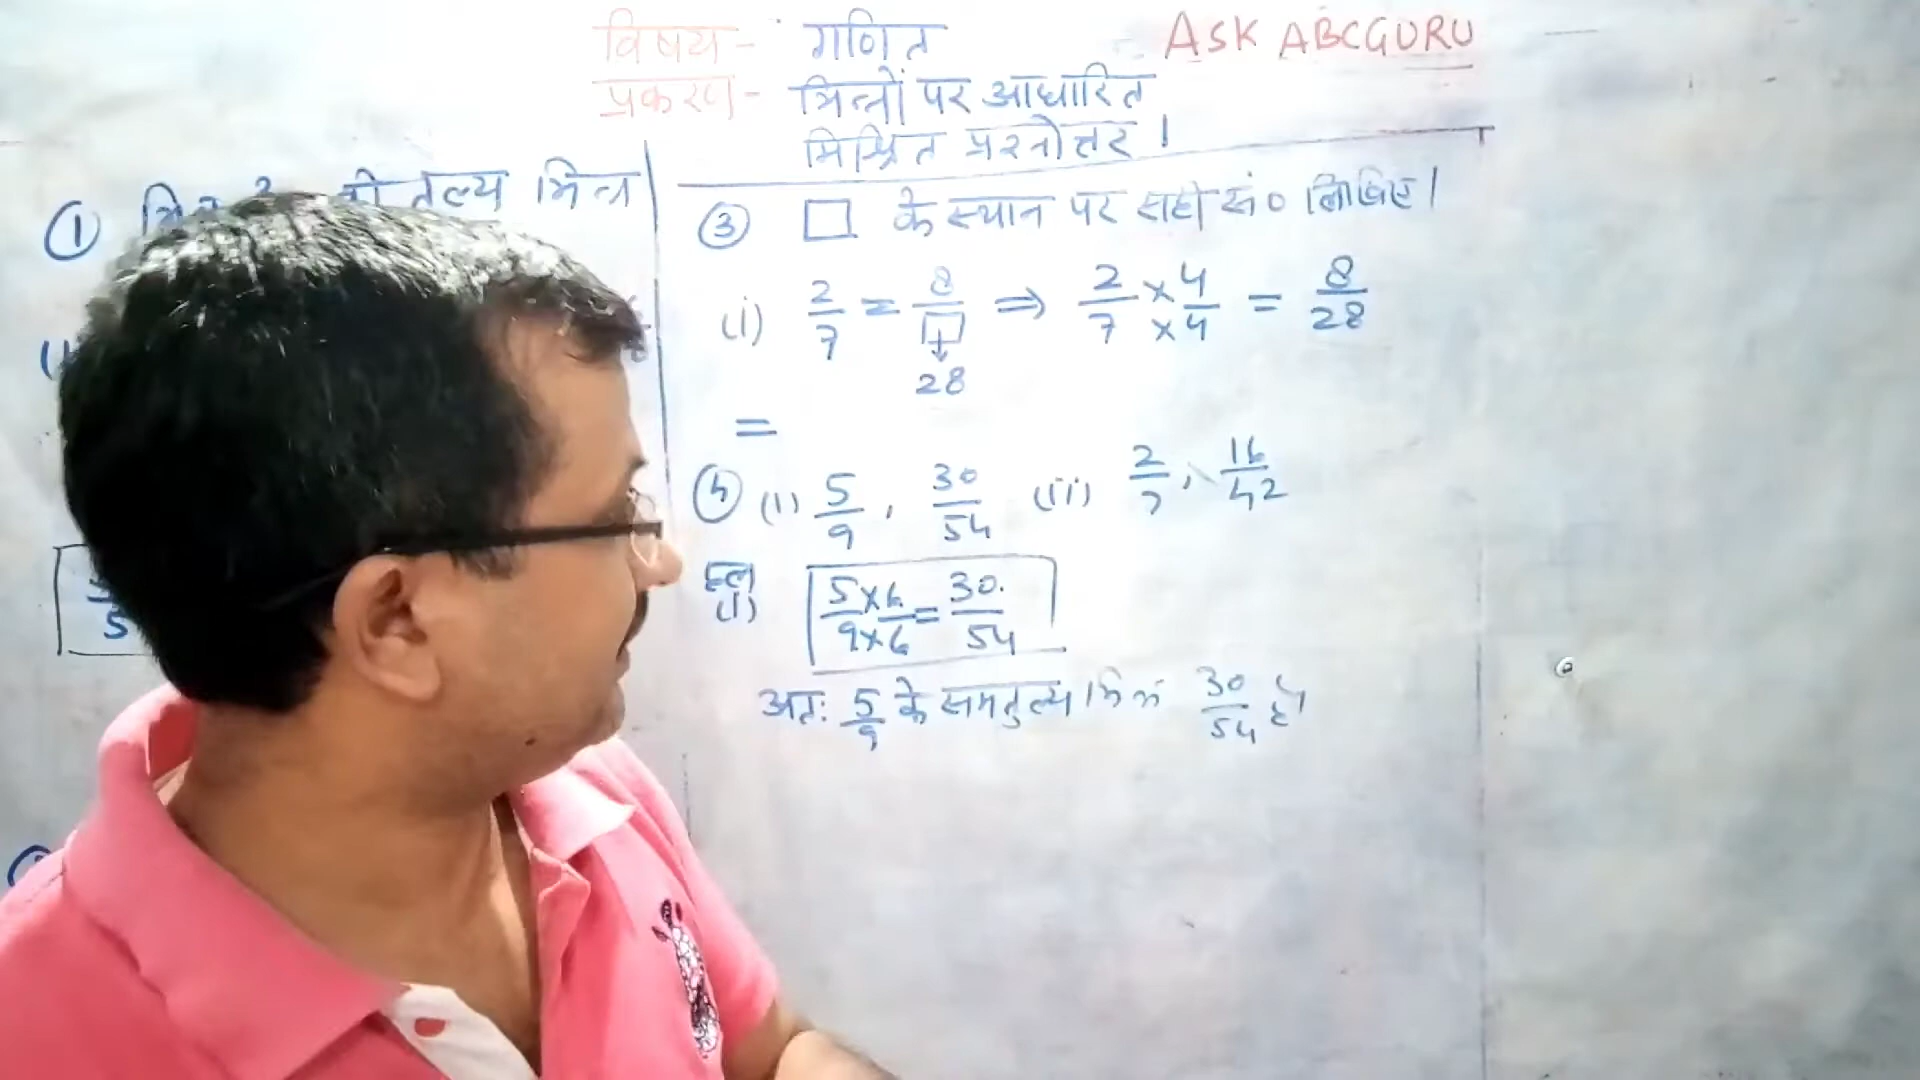 विषय - गणित ASK ABCGURU
प्रकरण - भिन्नों पर आधारित
मिश्रित प्रश्नोत्तर ।
① तुल्य भिन्न
③ □ के स्थान पर सही सं० लिखिए।
(i) 2/7 = 8/□ ⇒ 2/7 ×4/×4 = 8/28
↓
28
=
(i) 5/9 , 30/54 (ii) 2/7 , 16/42
हल
(i) 5×6/9×6 = 30/54
अतः 5/9 के समतुल्य भिन्न 30/54 है।
5